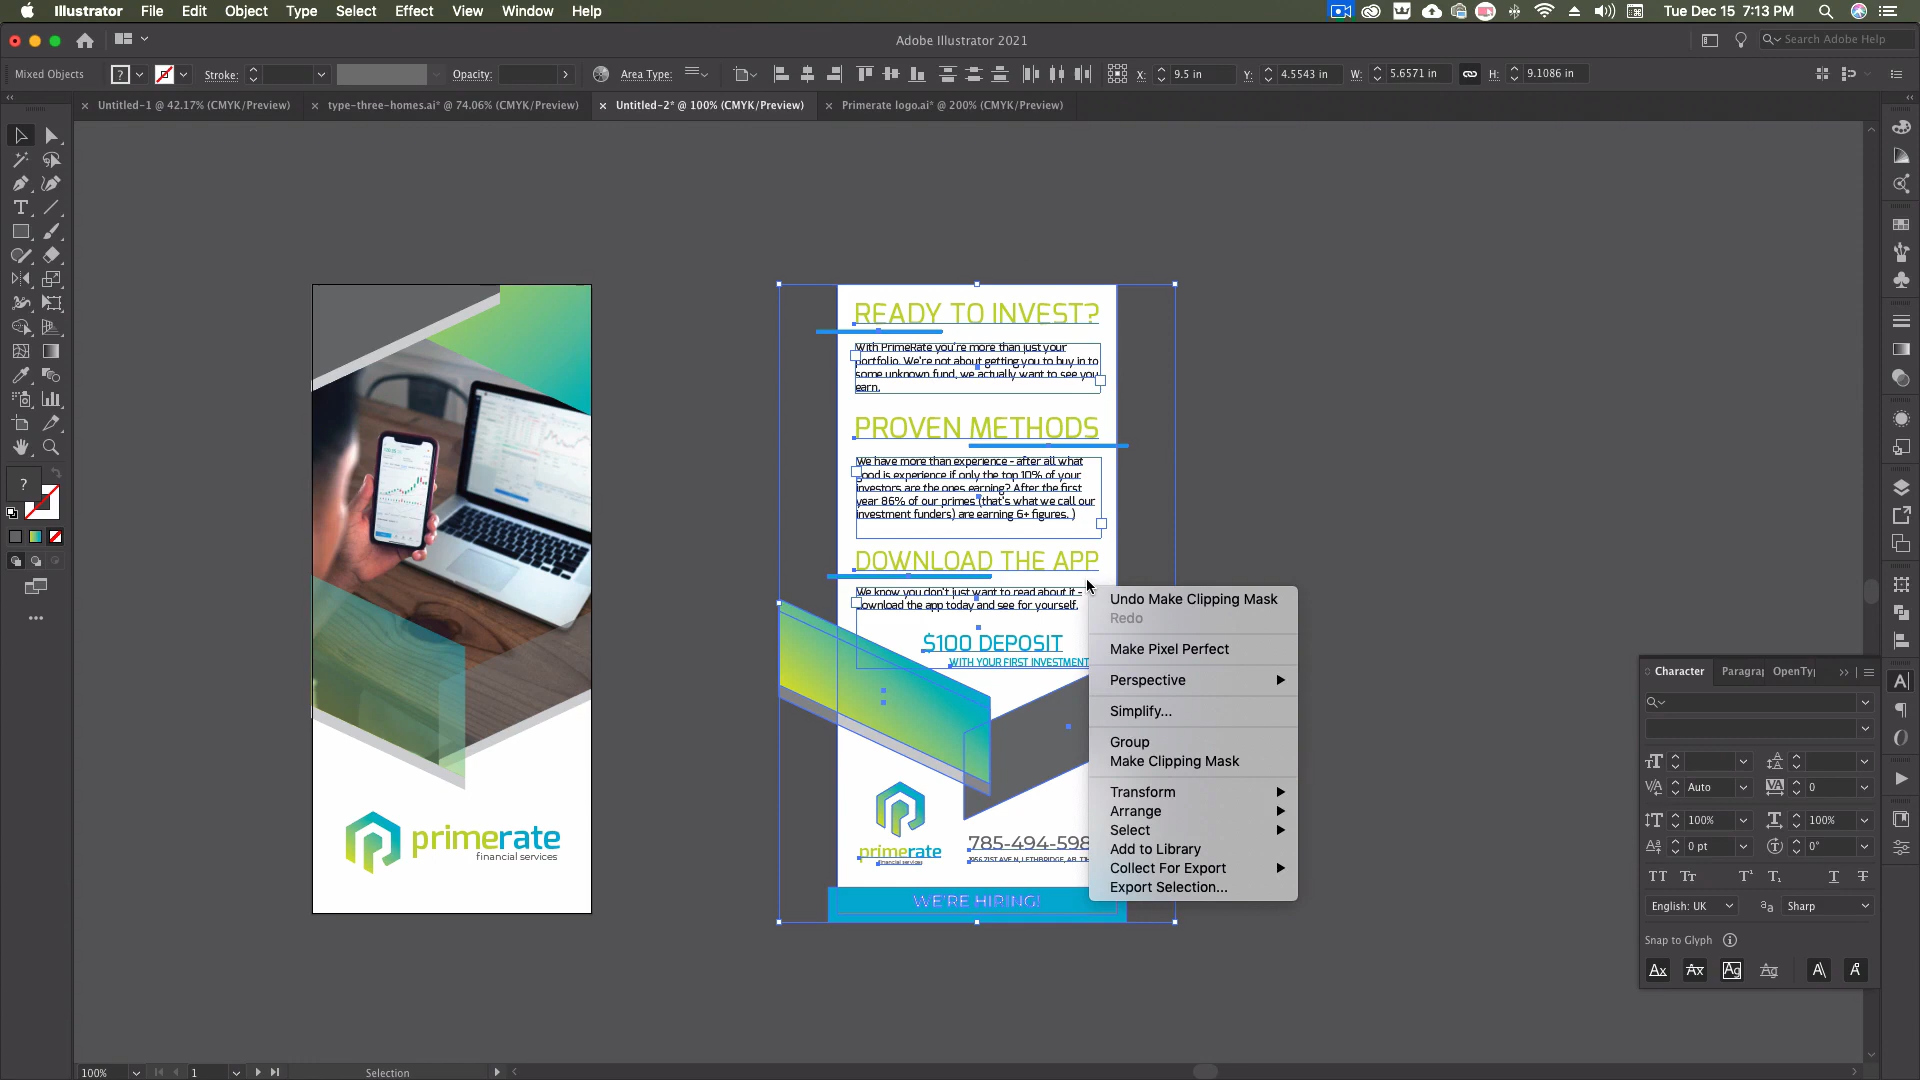 Illustrator File Edit Object Type Select Effect View Window Help
Tue Dec 15 7:13 PM
Adobe Illustrator 2021
Search Adobe Help
Mixed Objects
?
Stroke:
Opacity:
Area Type:
X: 9.5 in
Y: 4.5543 in
W: 5.6571 in
H: 9.1086 in
Untitled-1 @ 42.17% (CMYK/Preview)
type-three-homes.ai* @ 74.06% (CMYK/Preview)
Untitled-2* @ 100% (CMYK/Preview)
Primerate logo.ai* @ 200% (CMYK/Preview)
primerate
financial services
READY TO INVEST?
With PrimeRate you're more than just your
portfolio. We're not about getting you to buy in to
some unknown fund, we actually want to see you
earn.
PROVEN METHODS
We have more than experience - after all what
good is experience if only the top 10% of your
investors are the ones earning? After the first
year 86% of our primes (that's what we call our
investment funders) are earning 6+ figures. )
DOWNLOAD THE APP
We know you don't just want to read about it -
download the app today and see for yourself.
$100 DEPOSIT
WITH YOUR FIRST INVESTMENT
primerate
financial services
785-494-598
1956 21ST AVE N, LETHBRIDGE, AB,
WE'RE HIRING!
Undo Make Clipping Mask
Redo
Make Pixel Perfect
Perspective
Simplify...
Group
Make Clipping Mask
Transform
Arrange
Select
Add to Library
Collect For Export
Export Selection...
Character
Paragra
OpenTy
Auto
0
100%
100%
0 pt
0°
English: UK
Sharp
Snap to Glyph
?
100%
1
Selection